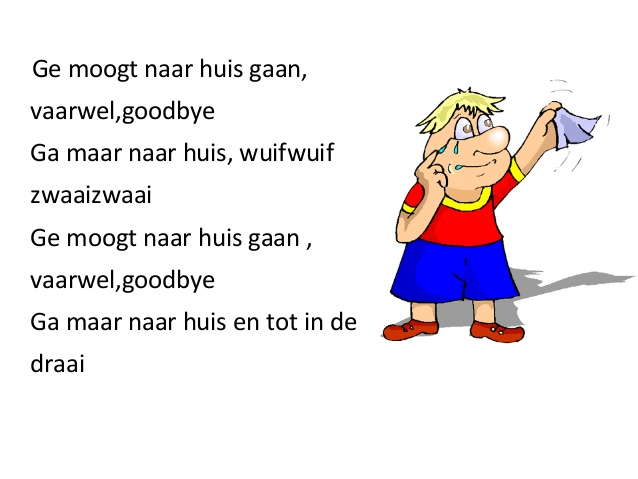 Ge moogt naar huis gaan,
vaarwel,goodbye
Ga maar naar huis, wuifwuif
zwaaizwaai
Ge moogt naar huis gaan ,
vaarwel,goodbye
Ga maar naar huis en tot in de
draai